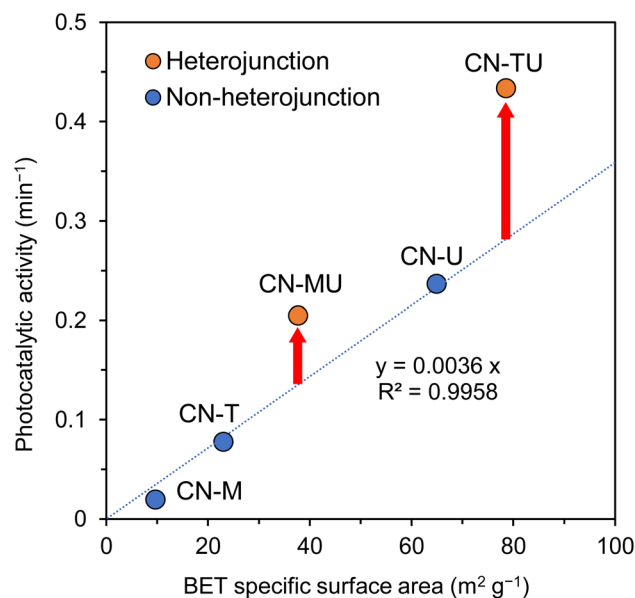 0.5
0.4
0.3
0.2
0.1
0
Photocatalytic activity (min⁻¹)
Heterojunction
Non-heterojunction
CN-TU
CN-U
CN-MU
y = 0.0036 x
R² = 0.9958
CN-T
CN-M
0 20 40 60 80 100
BET specific surface area (m² g⁻¹)